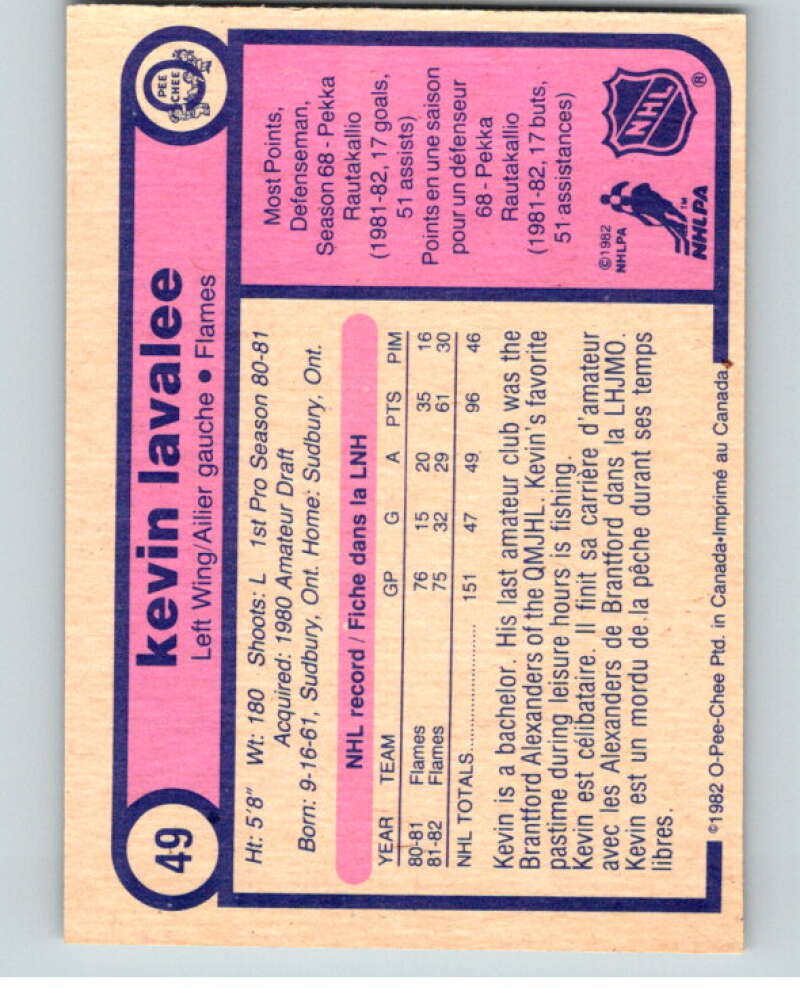 49
kevin lavalee
Left Wing/Ailier gauche • Flames
O
PEE
CHEE
Ht: 5'8" Wt: 180 Shoots: L 1st Pro Season 80-81
Acquired: 1980 Amateur Draft
Born: 9-16-61, Sudbury, Ont. Home: Sudbury, Ont.
NHL record / Fiche dans la LNH
YEAR TEAM GP G A PTS PIM
80-81 Flames 76 15 20 35 16
81-82 Flames 75 32 29 61 30
NHL TOTALS.................... 151 47 49 96 46
Kevin is a bachelor. His last amateur club was the
Brantford Alexanders of the QMJHL. Kevin's favorite
pastime during leisure hours is fishing.
Kevin est célibataire. Il finit sa carrière d'amateur
avec les Alexanders de Brantford dans la LHJMO.
Kevin est un mordu de la pêche durant ses temps
libres.
©1982 O-Pee-Chee Ptd. in Canada•Imprimé au Canada
Most Points,
Defenseman,
Season 68 - Pekka
Rautakallio
(1981-82, 17 goals,
51 assists)
Points en une saison
pour un défenseur
68 - Pekka
Rautakallio
(1981-82, 17 buts,
51 assistances)
©1982
NHLPA
NHL
®
™
NHLPA